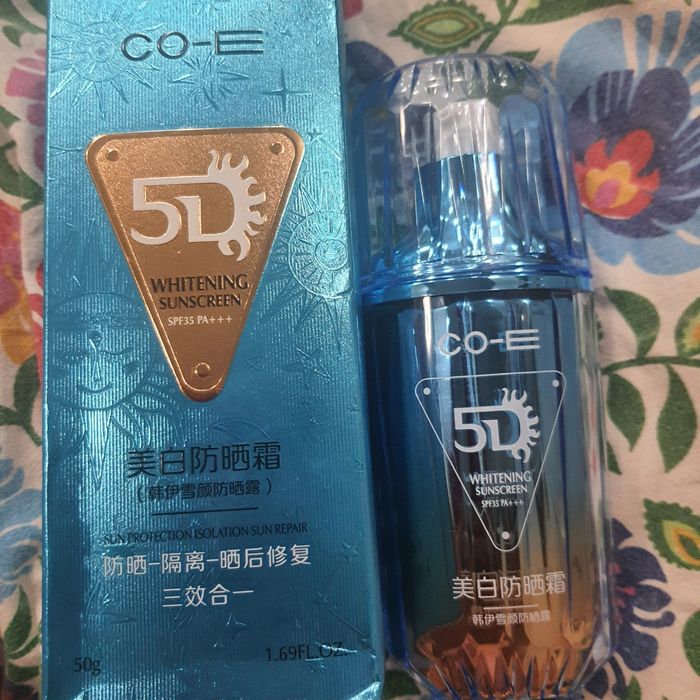 CO-E
5D
WHITENING
SUNSCREEN
SPF35 PA+++
美白防晒霜
(韩伊雪颜防晒露)
SUN PROTECTION ISOLATION SUN REPAIR
防晒-隔离-晒后修复
三效合一
50g
1.69FL.OZ.
CO-E
5D
WHITENING
SUNSCREEN
SPF35 PA+++
美白防晒霜
韩伊雪颜防晒露